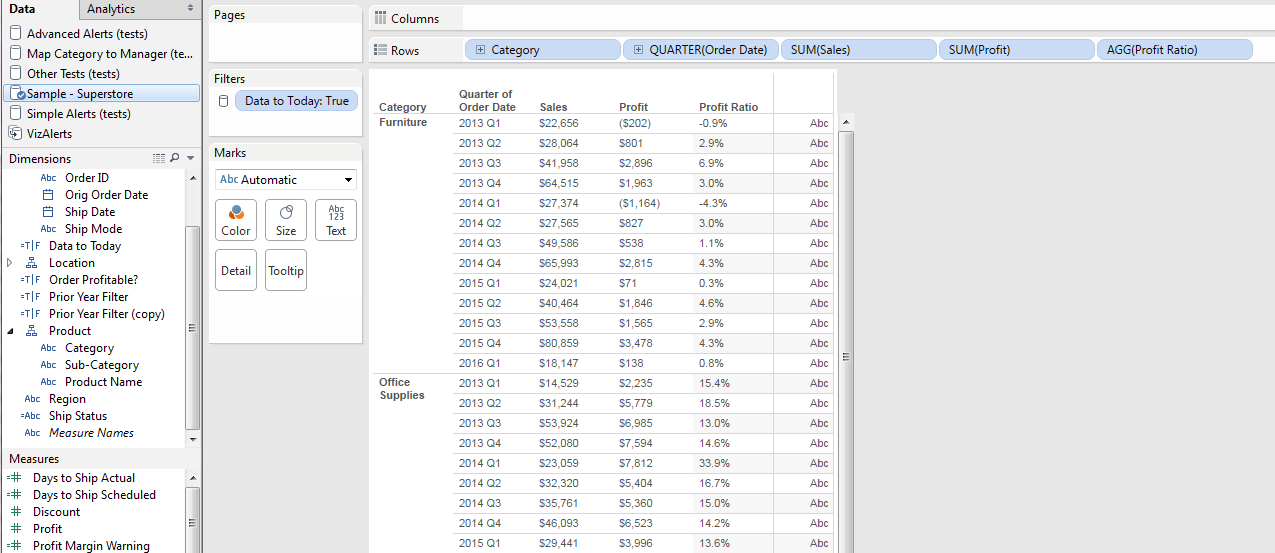 Data Analytics
Advanced Alerts (tests)
Map Category to Manager (te...
Other Tests (tests)
Sample - Superstore
Simple Alerts (tests)
VizAlerts
Dimensions
Abc Order ID
Orig Order Date
Ship Date
Abc Ship Mode
=T|F Data to Today
Location
=T|F Order Profitable?
=T|F Prior Year Filter
=T|F Prior Year Filter (copy)
Product
Abc Category
Abc Sub-Category
Abc Product Name
Abc Region
=Abc Ship Status
Abc Measure Names
Measures
=# Days to Ship Actual
=# Days to Ship Scheduled
# Discount
# Profit
=# Profit Margin Warning
Pages
Filters
Data to Today: True
Marks
Abc Automatic
Color Size Abc 123 Text
Detail Tooltip
Columns
Rows Category QUARTER(Order Date) SUM(Sales) SUM(Profit) AGG(Profit Ratio)
Quarter of
Category Order Date Sales Profit Profit Ratio
Furniture 2013 Q1 $22,656 ($202) -0.9% Abc
2013 Q2 $28,064 $801 2.9% Abc
2013 Q3 $41,958 $2,896 6.9% Abc
2013 Q4 $64,515 $1,963 3.0% Abc
2014 Q1 $27,374 ($1,164) -4.3% Abc
2014 Q2 $27,565 $827 3.0% Abc
2014 Q3 $49,586 $538 1.1% Abc
2014 Q4 $65,993 $2,815 4.3% Abc
2015 Q1 $24,021 $71 0.3% Abc
2015 Q2 $40,464 $1,846 4.6% Abc
2015 Q3 $53,558 $1,565 2.9% Abc
2015 Q4 $80,859 $3,478 4.3% Abc
2016 Q1 $18,147 $138 0.8% Abc
Office 2013 Q1 $14,529 $2,235 15.4% Abc
Supplies 2013 Q2 $31,244 $5,779 18.5% Abc
2013 Q3 $53,924 $6,985 13.0% Abc
2013 Q4 $52,080 $7,594 14.6% Abc
2014 Q1 $23,059 $7,812 33.9% Abc
2014 Q2 $32,320 $5,404 16.7% Abc
2014 Q3 $35,761 $5,360 15.0% Abc
2014 Q4 $46,093 $6,523 14.2% Abc
2015 Q1 $29,441 $3,996 13.6% Abc